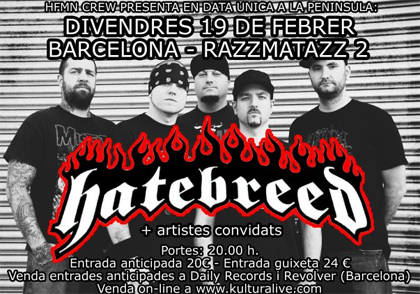 HFMN CREW PRESENTA EN DATA ÚNICA A LA PENINSULA:
DIVENDRES 19 DE FEBRER
BARCELONA - RAZZMATAZZ 2
hatebreed
+ artistes convidats
Portes: 20.00 h.
Entrada anticipada 20€ - Entrada guixeta 24 €
Venda entrades anticipades a Daily Records i Revolver (Barcelona)
Venda on-line a www.kulturalive.com